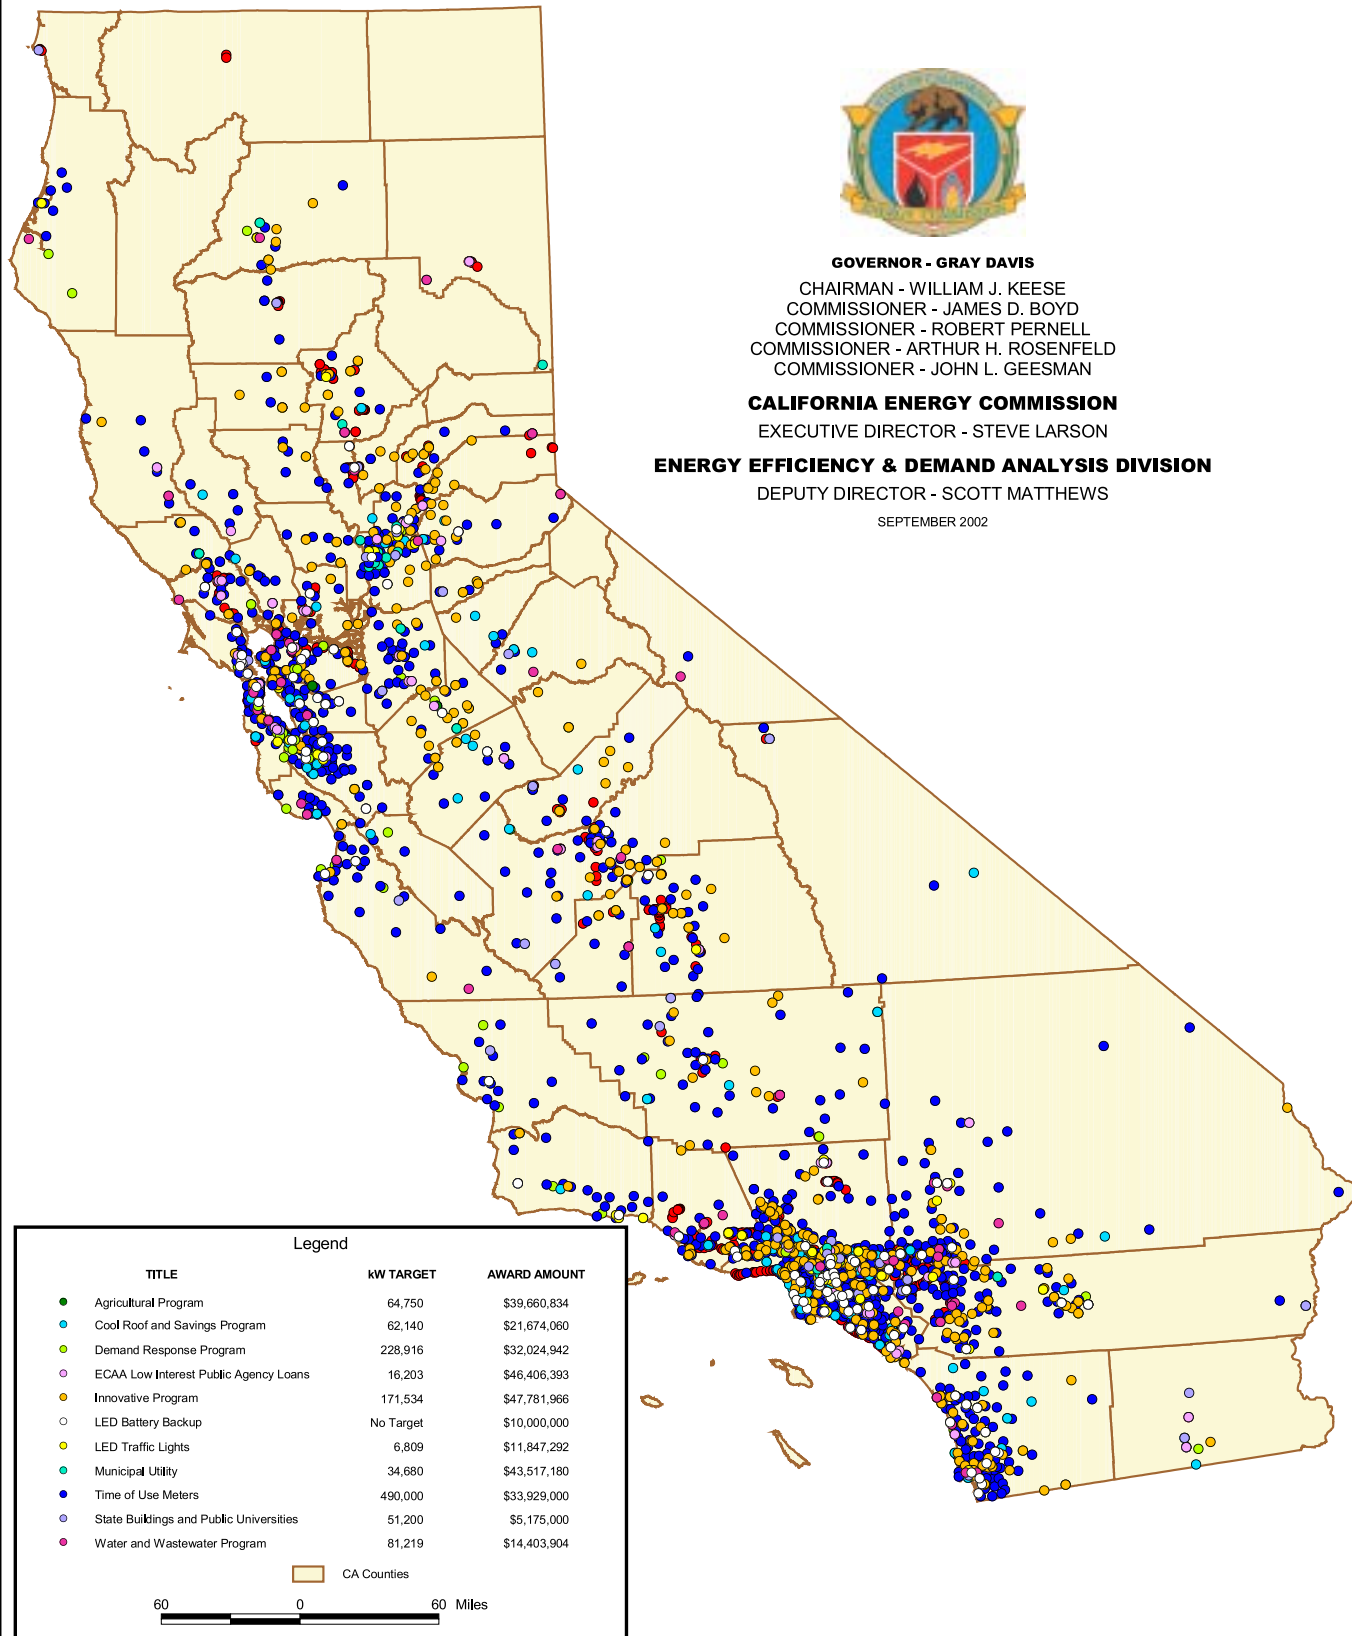 GOVERNOR - GRAY DAVIS
CHAIRMAN - WILLIAM J. KEESE
COMMISSIONER - JAMES D. BOYD
COMMISSIONER - ROBERT PERNELL
COMMISSIONER - ARTHUR H. ROSENFELD
COMMISSIONER - JOHN L. GEESMAN
CALIFORNIA ENERGY COMMISSION
EXECUTIVE DIRECTOR - STEVE LARSON
ENERGY EFFICIENCY & DEMAND ANALYSIS DIVISION
DEPUTY DIRECTOR - SCOTT MATTHEWS
SEPTEMBER 2002
Legend
TITLE kW TARGET AWARD AMOUNT
Agricultural Program 64,750 $39,660,834
Cool Roof and Savings Program 62,140 $21,674,060
Demand Response Program 228,916 $32,024,942
ECAA Low Interest Public Agency Loans 16,203 $46,406,393
Innovative Program 171,534 $47,781,966
LED Battery Backup No Target $10,000,000
LED Traffic Lights 6,809 $11,847,292
Municipal Utility 34,680 $43,517,180
Time of Use Meters 490,000 $33,929,000
State Buildings and Public Universities 51,200 $5,175,000
Water and Wastewater Program 81,219 $14,403,904
CA Counties
60 0 60 Miles